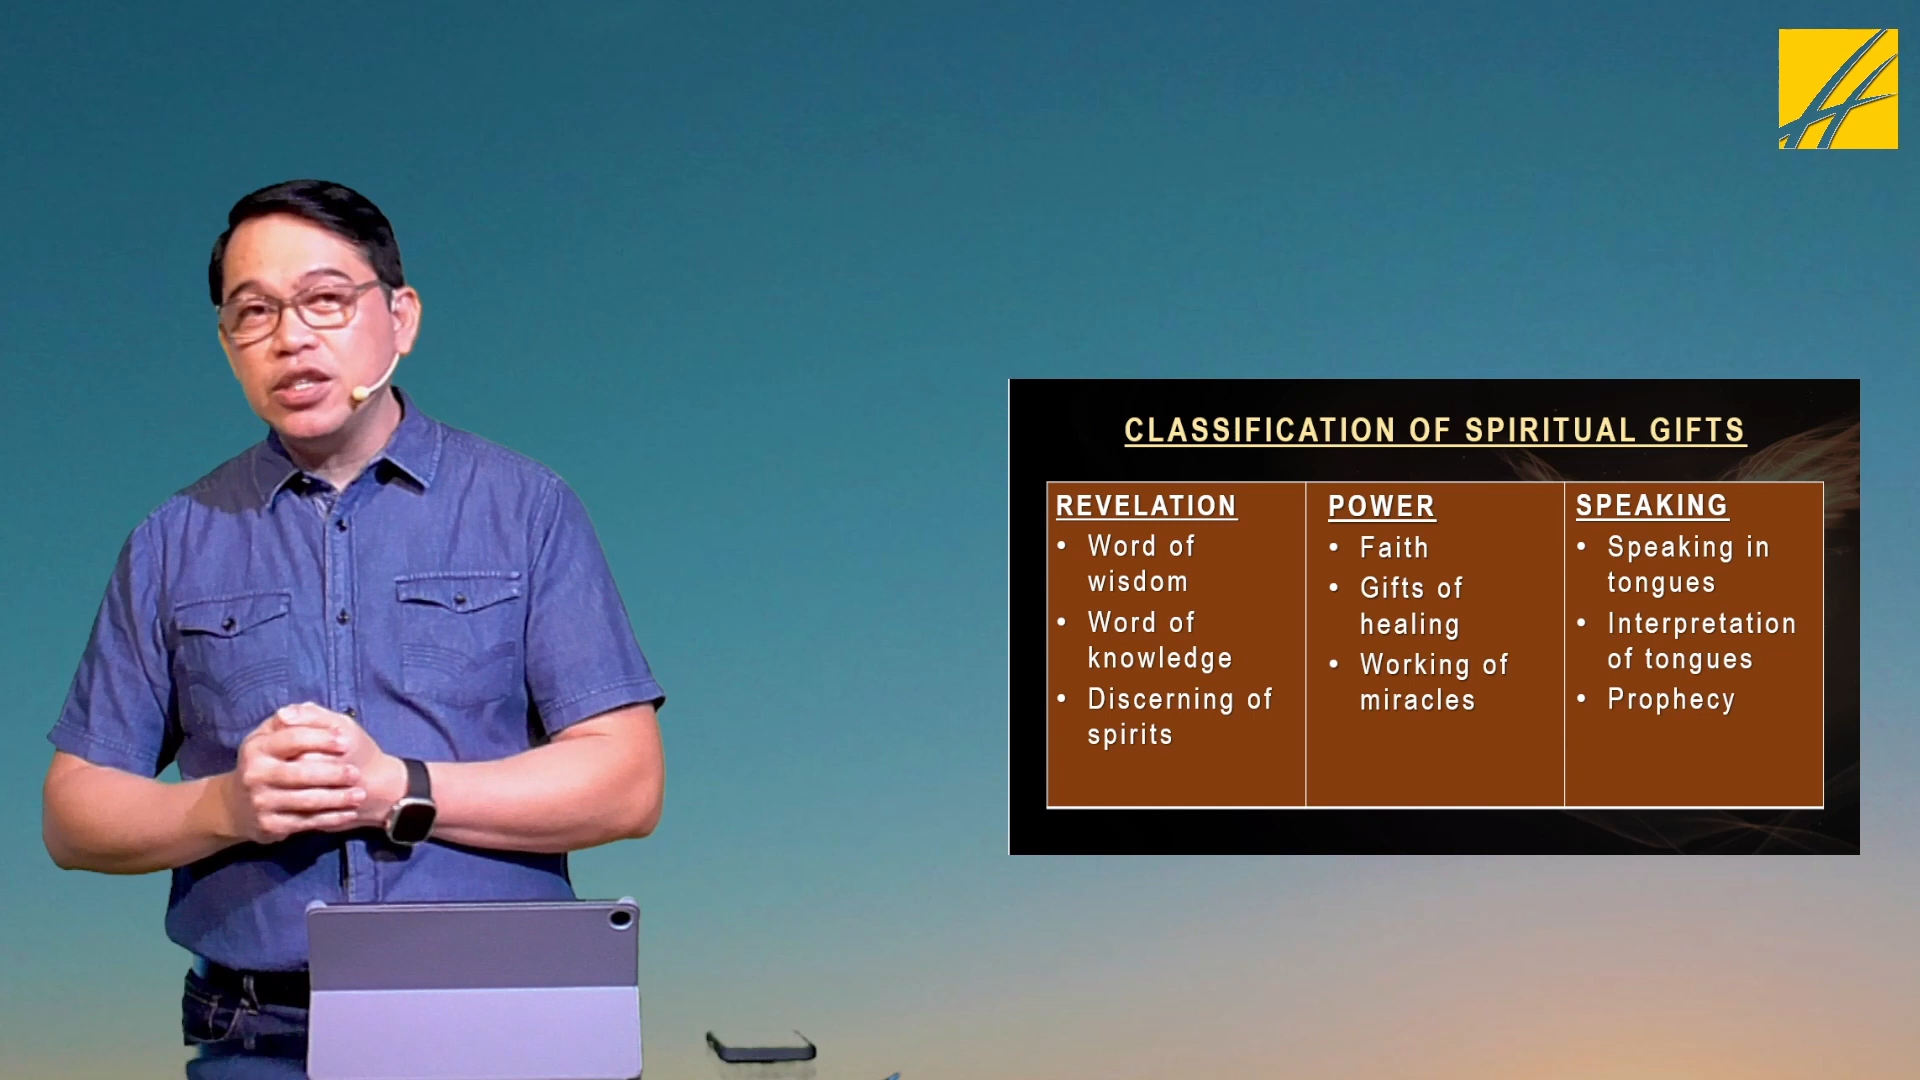 CLASSIFICATION OF SPIRITUAL GIFTS
REVELATION
• Word of
wisdom
• Word of
knowledge
• Discerning of
spirits
POWER
• Faith
• Gifts of
healing
• Working of
miracles
SPEAKING
• Speaking in
tongues
• Interpretation
of tongues
• Prophecy